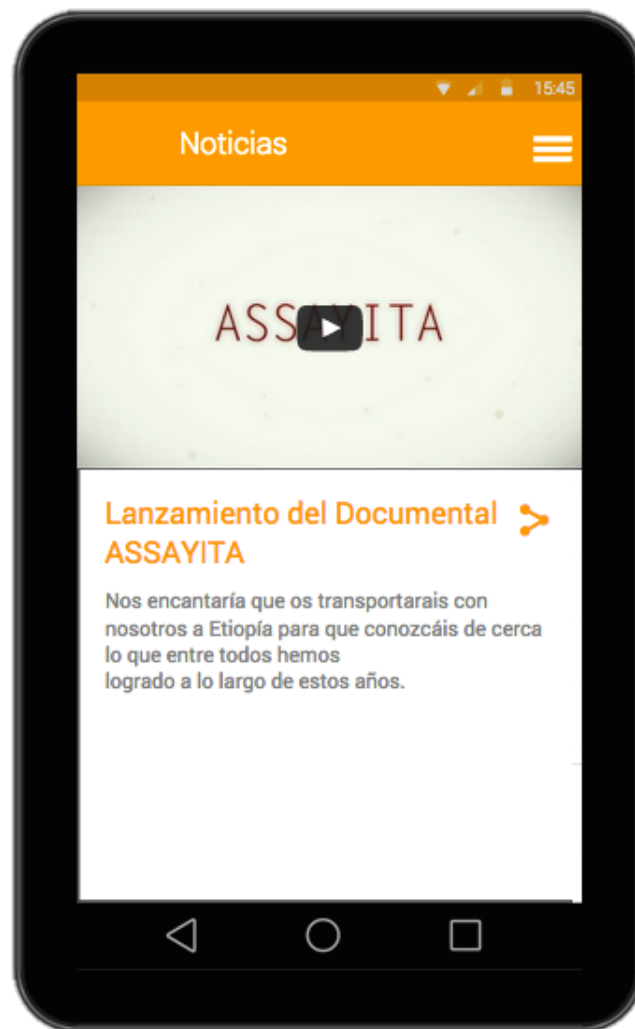 15:45
Noticias
ASSAYITA
Lanzamiento del Documental
ASSAYITA
Nos encantaría que os transportarais con
nosotros a Etiopía para que conozcáis de cerca
lo que entre todos hemos
logrado a lo largo de estos años.